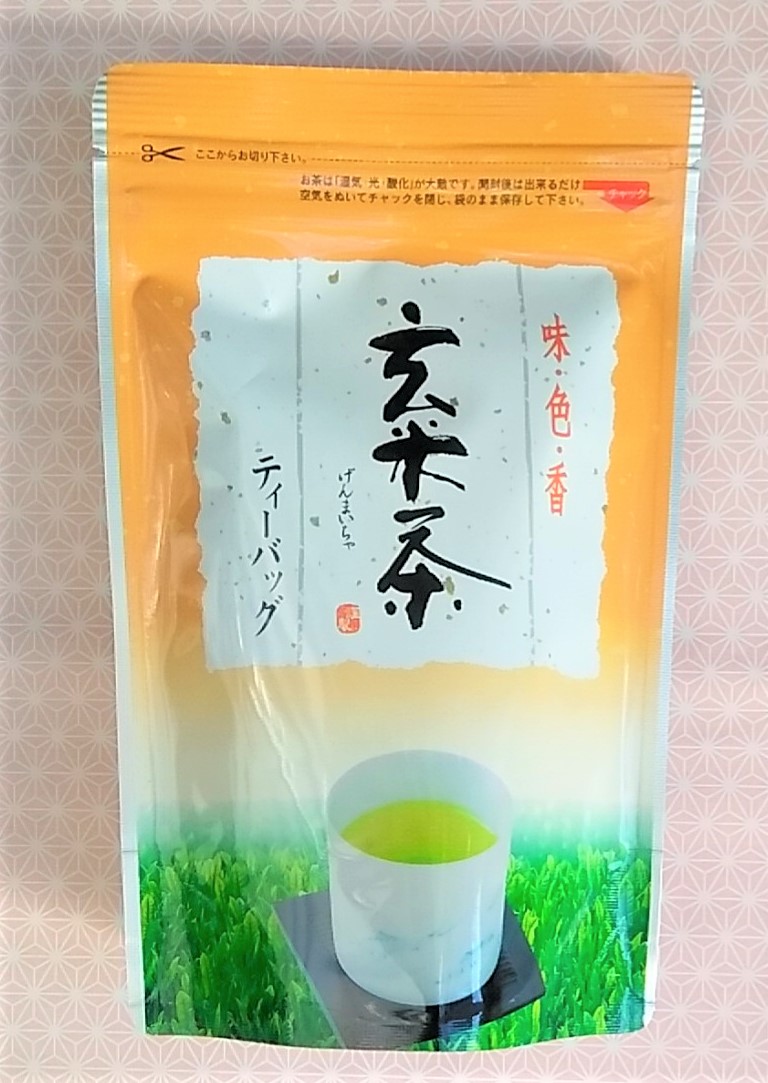 ここからお切り下さい。
お茶は「湿気・光・酸化」が大敵です。開封後は出来るだけ
空気をぬいてチャックを閉じ、袋のまま保存して下さい。
チャック
味・色・香
玄米茶
げんまいちゃ
ティーバッグ